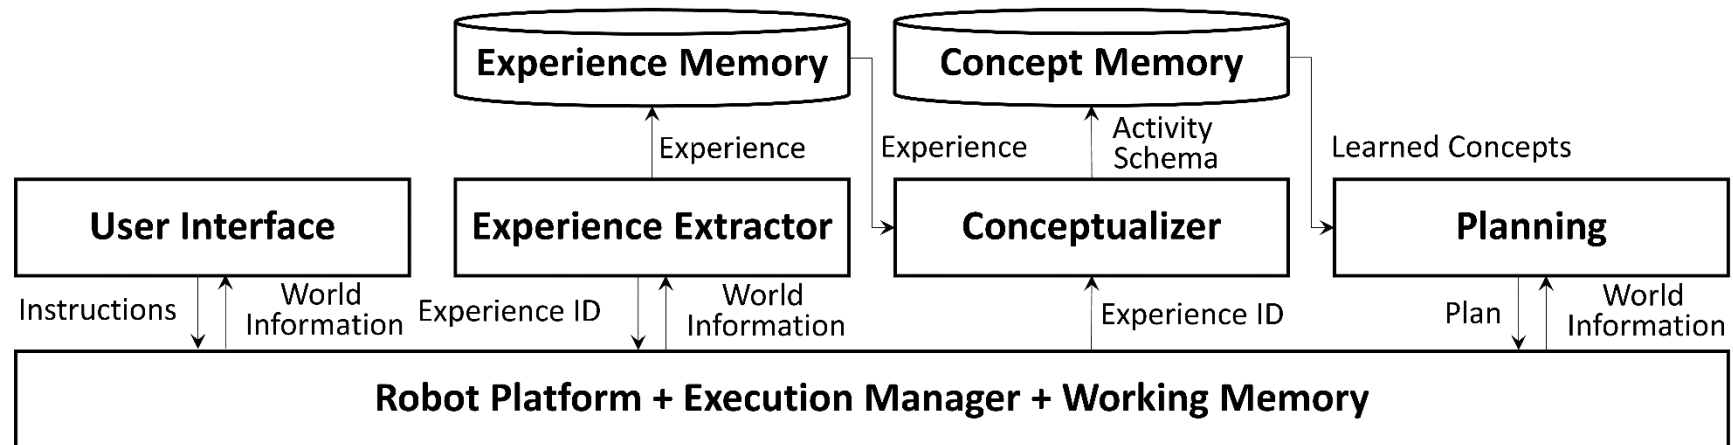 Experience Memory
Concept Memory
Experience
Experience
Activity
Schema
Learned Concepts
User Interface
Experience Extractor
Conceptualizer
Planning
Instructions
World
Information
Experience ID
World
Information
Experience ID
Plan
World
Information
Robot Platform + Execution Manager + Working Memory